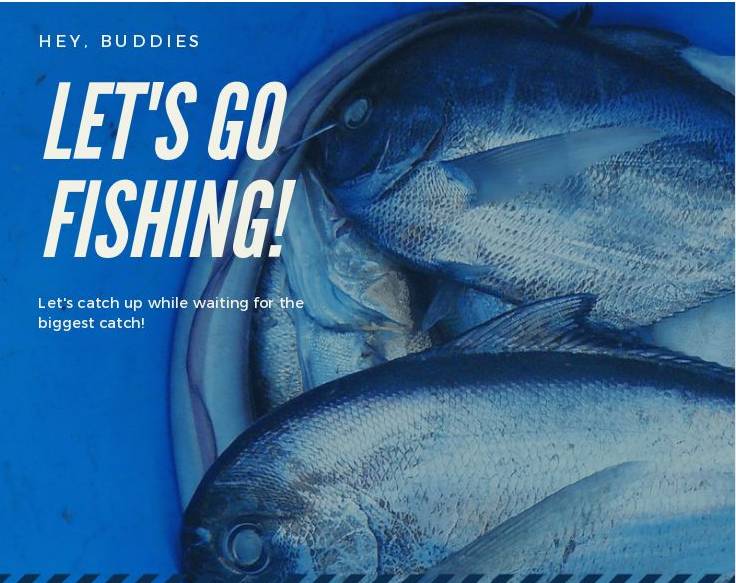 HEY, BUDDIES
LET'S GO
FISHING!
Let's catch up while waiting for the
biggest catch!